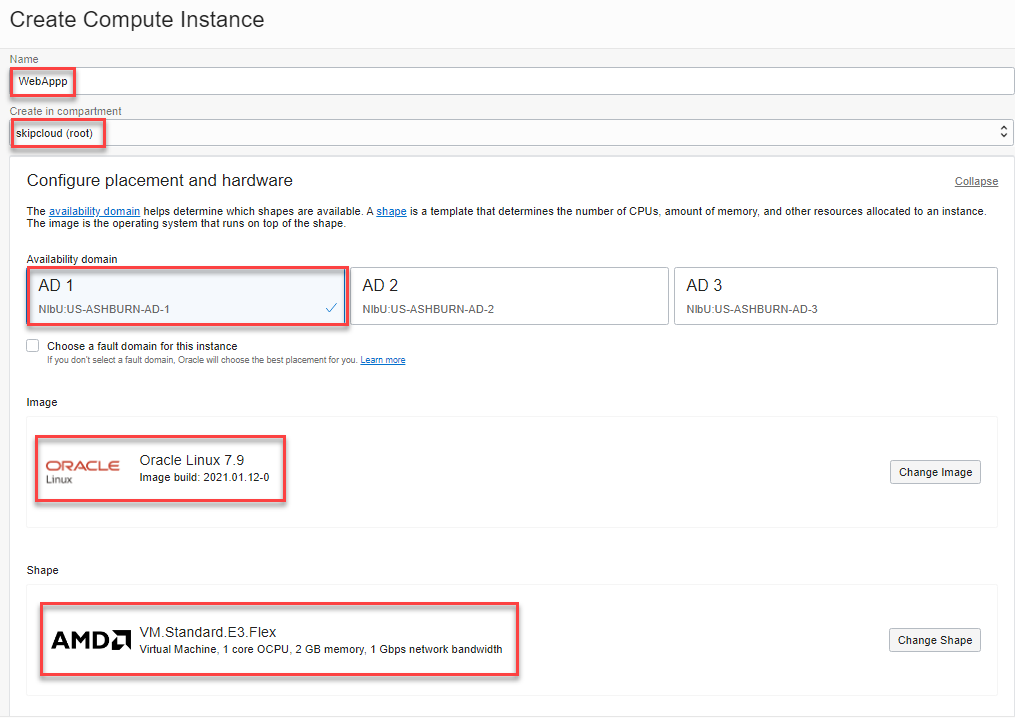 Create Compute Instance
Name
WebAppp
Create in compartment
skipcloud (root)
Configure placement and hardware
Collapse
The availability domain helps determine which shapes are available. A shape is a template that determines the number of CPUs, amount of memory, and other resources allocated to an instance.
The image is the operating system that runs on top of the shape.
Availability domain
AD 1
NIbU:US-ASHBURN-AD-1
AD 2
NIbU:US-ASHBURN-AD-2
AD 3
NIbU:US-ASHBURN-AD-3
Choose a fault domain for this instance
If you don't select a fault domain, Oracle will choose the best placement for you. Learn more
Image
ORACLE
Linux
Oracle Linux 7.9
Image build: 2021.01.12-0
Change Image
Shape
AMD
VM.Standard.E3.Flex
Virtual Machine, 1 core OCPU, 2 GB memory, 1 Gbps network bandwidth
Change Shape